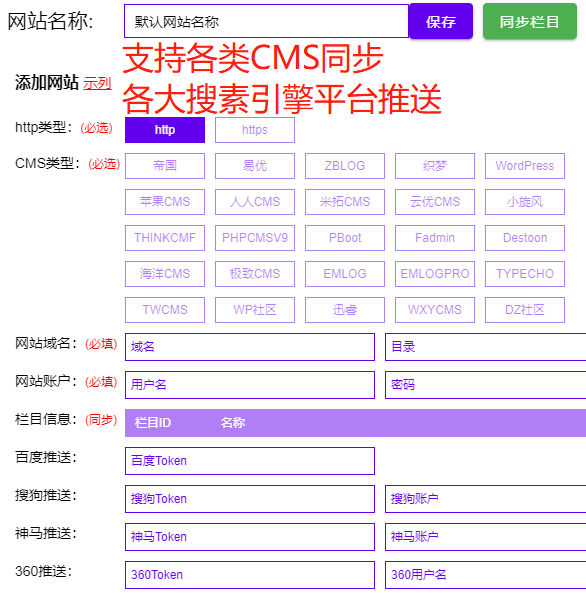 网站名称: 默认网站名称 保存 同步栏目
支持各类CMS同步
添加网站 示列
各大搜素引擎平台推送
http类型：(必选) http https
CMS类型：(必选) 帝国 易优 ZBLOG 织梦 WordPress
苹果CMS 人人CMS 米拓CMS 云优CMS 小旋风
THINKCMF PHPCMSV9 PBoot Fadmin Destoon
海洋CMS 极致CMS EMLOG EMLOGPRO TYPECHO
TWCMS WP社区 迅睿 WXYCMS DZ社区
网站域名：(必填) 域名 目录
网站账户：(必填) 用户名 密码
栏目信息：(同步) 栏目ID 名称
百度推送： 百度Token
搜狗推送： 搜狗Token 搜狗账户
神马推送： 神马Token 神马账户
360推送： 360Token 360用户名